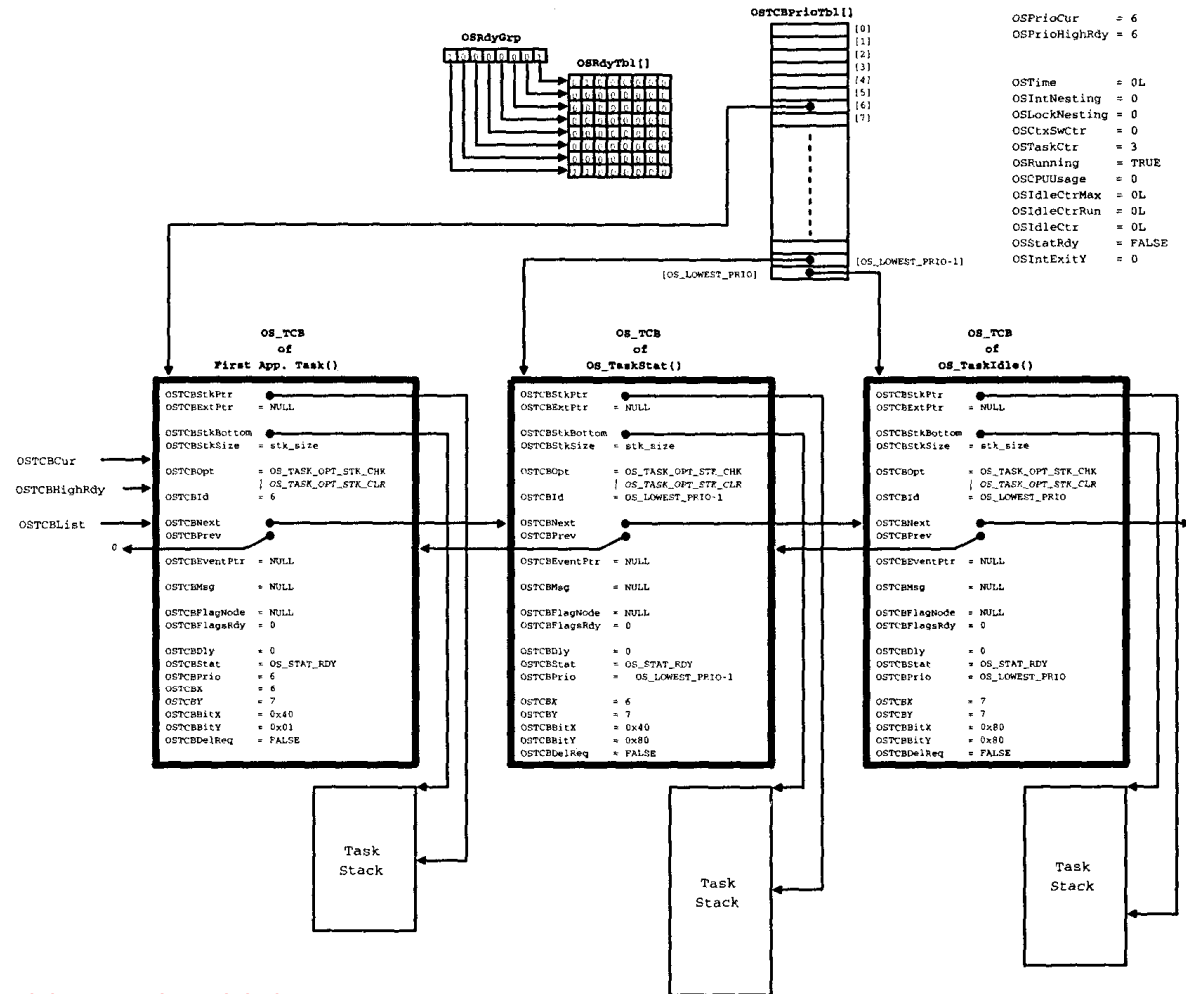 OSTCBPrioTbl[]
[0]
[1]
[2]
[3]
[4]
[5]
[6]
[7]
[OS_LOWEST_PRIO-1]
[OS_LOWEST_PRIO]
OSRdyGrp
1 0 0 0 0 0 0 1
OSRdyTbl[]
OSPrioCur = 6
OSPrioHighRdy = 6
OSTime = 0L
OSIntNesting = 0
OSLockNesting = 0
OSCtxSwCtr = 0
OSTaskCtr = 3
OSRunning = TRUE
OSCPUUsage = 0
OSIdleCtrMax = 0L
OSIdleCtrRun = 0L
OSIdleCtr = 0L
OSStatRdy = FALSE
OSIntExitY = 0
OSTCBCur
OSTCBHighRdy
OSTCBList
0
OS_TCB
of
First App. Task()
OSTCBStkPtr
OSTCBExtPtr = NULL
OSTCBStkBottom
OSTCBStkSize = stk_size
OSTCBOpt = OS_TASK_OPT_STK_CHK
| OS_TASK_OPT_STK_CLR
OSTCBId = 6
OSTCBNext
OSTCBPrev
OSTCBEventPtr = NULL
OSTCBMsg = NULL
OSTCBFlagNode = NULL
OSTCBFlagsRdy = 0
OSTCBDly = 0
OSTCBStat = OS_STAT_RDY
OSTCBPrio = 6
OSTCBX = 6
OSTCBY = 7
OSTCBBitX = 0x40
OSTCBBitY = 0x01
OSTCBDelReq = FALSE
Task
Stack
OS_TCB
of
OS_TaskStat()
OSTCBStkPtr
OSTCBExtPtr = NULL
OSTCBStkBottom
OSTCBStkSize = stk_size
OSTCBOpt = OS_TASK_OPT_STK_CHK
| OS_TASK_OPT_STK_CLR
OSTCBId = OS_LOWEST_PRIO-1
OSTCBNext
OSTCBPrev
OSTCBEventPtr = NULL
OSTCBMsg = NULL
OSTCBFlagNode = NULL
OSTCBFlagsRdy = 0
OSTCBDly = 0
OSTCBStat = OS_STAT_RDY
OSTCBPrio = OS_LOWEST_PRIO-1
OSTCBX = 6
OSTCBY = 7
OSTCBBitX = 0x40
OSTCBBitY = 0x80
OSTCBDelReq = FALSE
Task
Stack
OS_TCB
of
OS_TaskIdle()
OSTCBStkPtr
OSTCBExtPtr = NULL
OSTCBStkBottom
OSTCBStkSize = stk_size
OSTCBOpt = OS_TASK_OPT_STK_CHK
| OS_TASK_OPT_STK_CLR
OSTCBId = OS_LOWEST_PRIO
OSTCBNext
OSTCBPrev
OSTCBEventPtr = NULL
OSTCBMsg = NULL
OSTCBFlagNode = NULL
OSTCBFlagsRdy = 0
OSTCBDly = 0
OSTCBStat = OS_STAT_RDY
OSTCBPrio = OS_LOWEST_PRIO
OSTCBX = 7
OSTCBY = 7
OSTCBBitX = 0x80
OSTCBBitY = 0x80
OSTCBDelReq = FALSE
Task
Stack